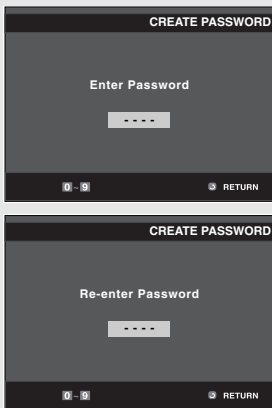 CREATE PASSWORD
Enter Password
- - - -
0 ~ 9 RETURN
CREATE PASSWORD
Re-enter Password
- - - -
0 ~ 9 RETURN